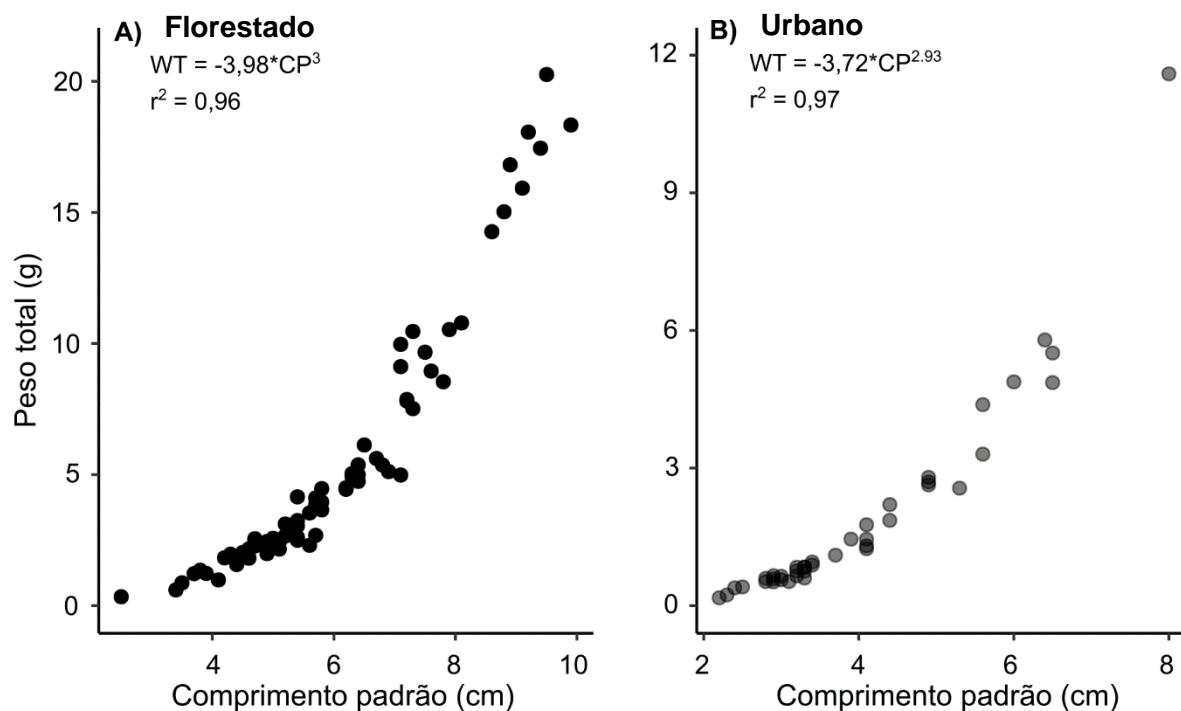 A) Florestado
WT = -3,98*CP³
r² = 0,96
20
15
10
5
0
4 6 8 10
Comprimento padrão (cm)
Peso total (g)
B) Urbano
WT = -3,72*CP^2.93
r² = 0,97
12
9
6
3
0
2 4 6 8
Comprimento padrão (cm)